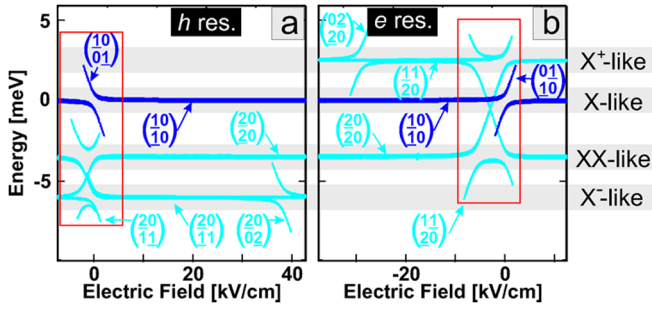 h res.
a
(10
01)
(10
10)
(20
20)
(20
11)
(20
11)
(20
02)
0
-5
Energy [meV]
0
20
40
Electric Field [kV/cm]
e res.
b
(02
20)
(11
20)
(01
10)
(20
20)
(10
10)
(11
20)
-20
0
Electric Field [kV/cm]
X⁺-like
X-like
XX-like
X⁻-like